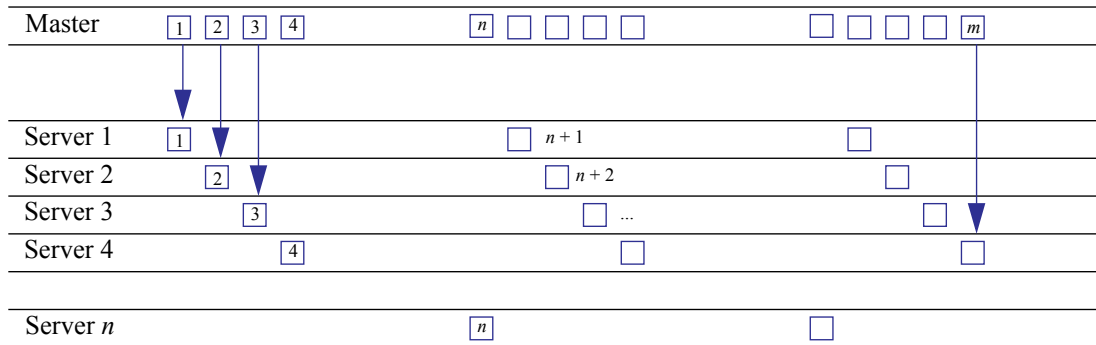 Master 1 2 3 4 n m
Server 1 1 n + 1
Server 2 2 n + 2
Server 3 3 ...
Server 4 4
Server n n